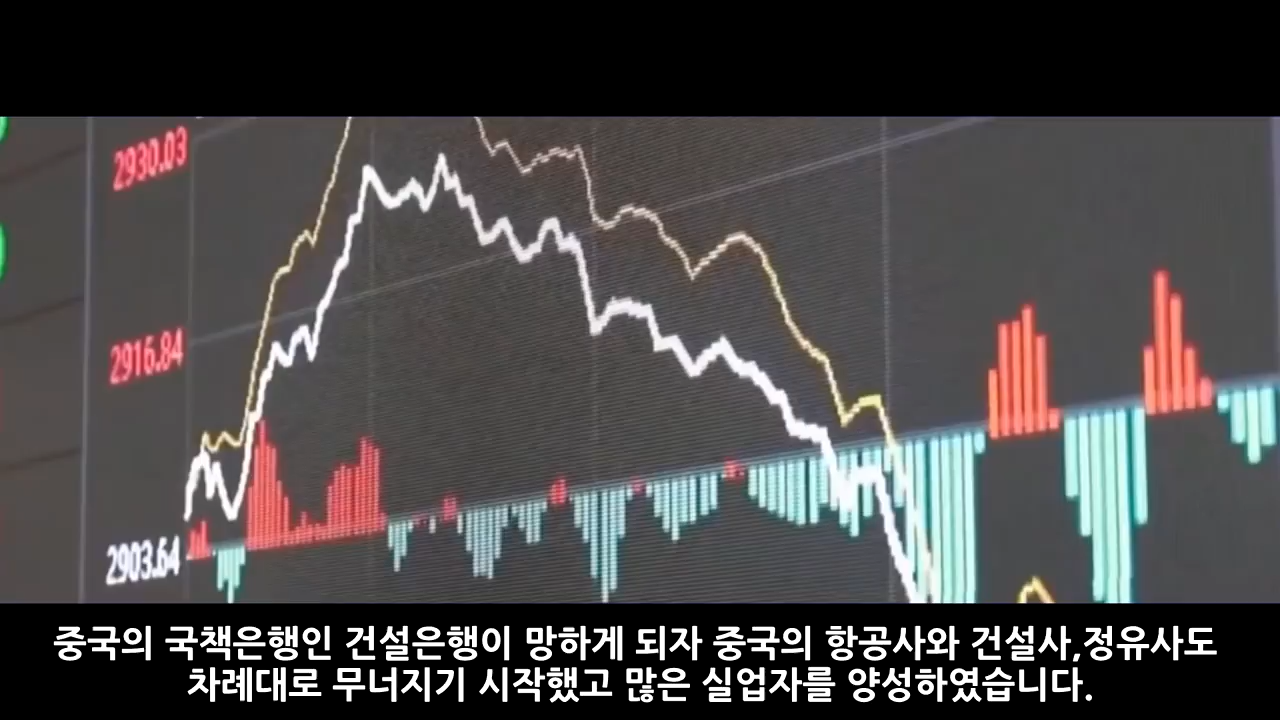 2930.03
2916.84
2903.64
중국의 국책은행인 건설은행이 망하게 되자 중국의 항공사와 건설사,정유사도
차례대로 무너지기 시작했고 많은 실업자를 양성하였습니다.